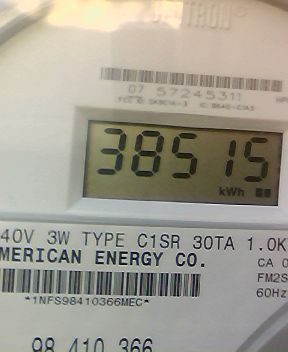 07 57245311
38515
kWh
40V 3W TYPE C1SR 30TA 1.0K
MERICAN ENERGY CO.
CA 0
FM2S
60Hz
*1NFS98410366MEC*
98 410 366